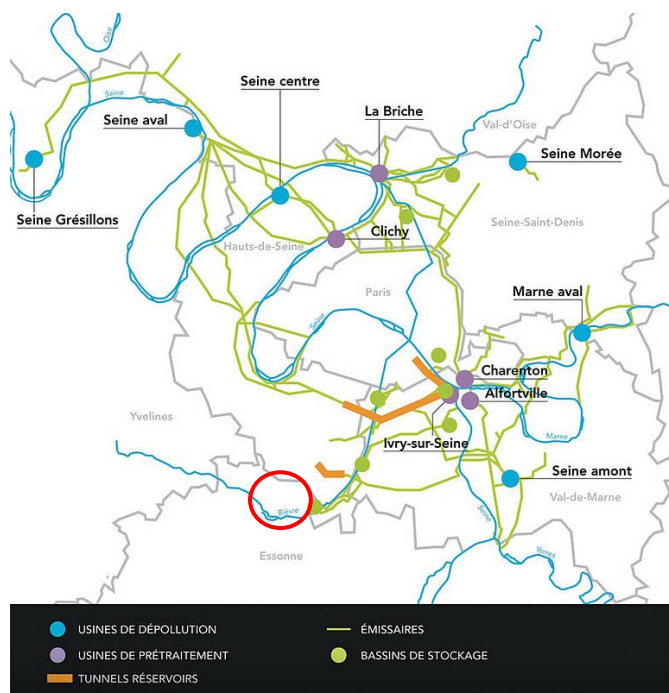 Oise
Seine
Seine centre
La Briche
Seine aval
Val-d'Oise
Seine Morée
Seine Grésillons
Clichy
Hauts-de-Seine
Seine-Saint-Denis
Paris
Marne aval
Seine
Charenton
Alfortville
Yvelines
Ivry-sur-Seine
Marne
Seine amont
Val-de-Marne
Bièvre
Seine
Essonne
Yerres
USINES DE DÉPOLLUTION
ÉMISSAIRES
USINES DE PRÉTRAITEMENT
BASSINS DE STOCKAGE
TUNNELS RÉSERVOIRS